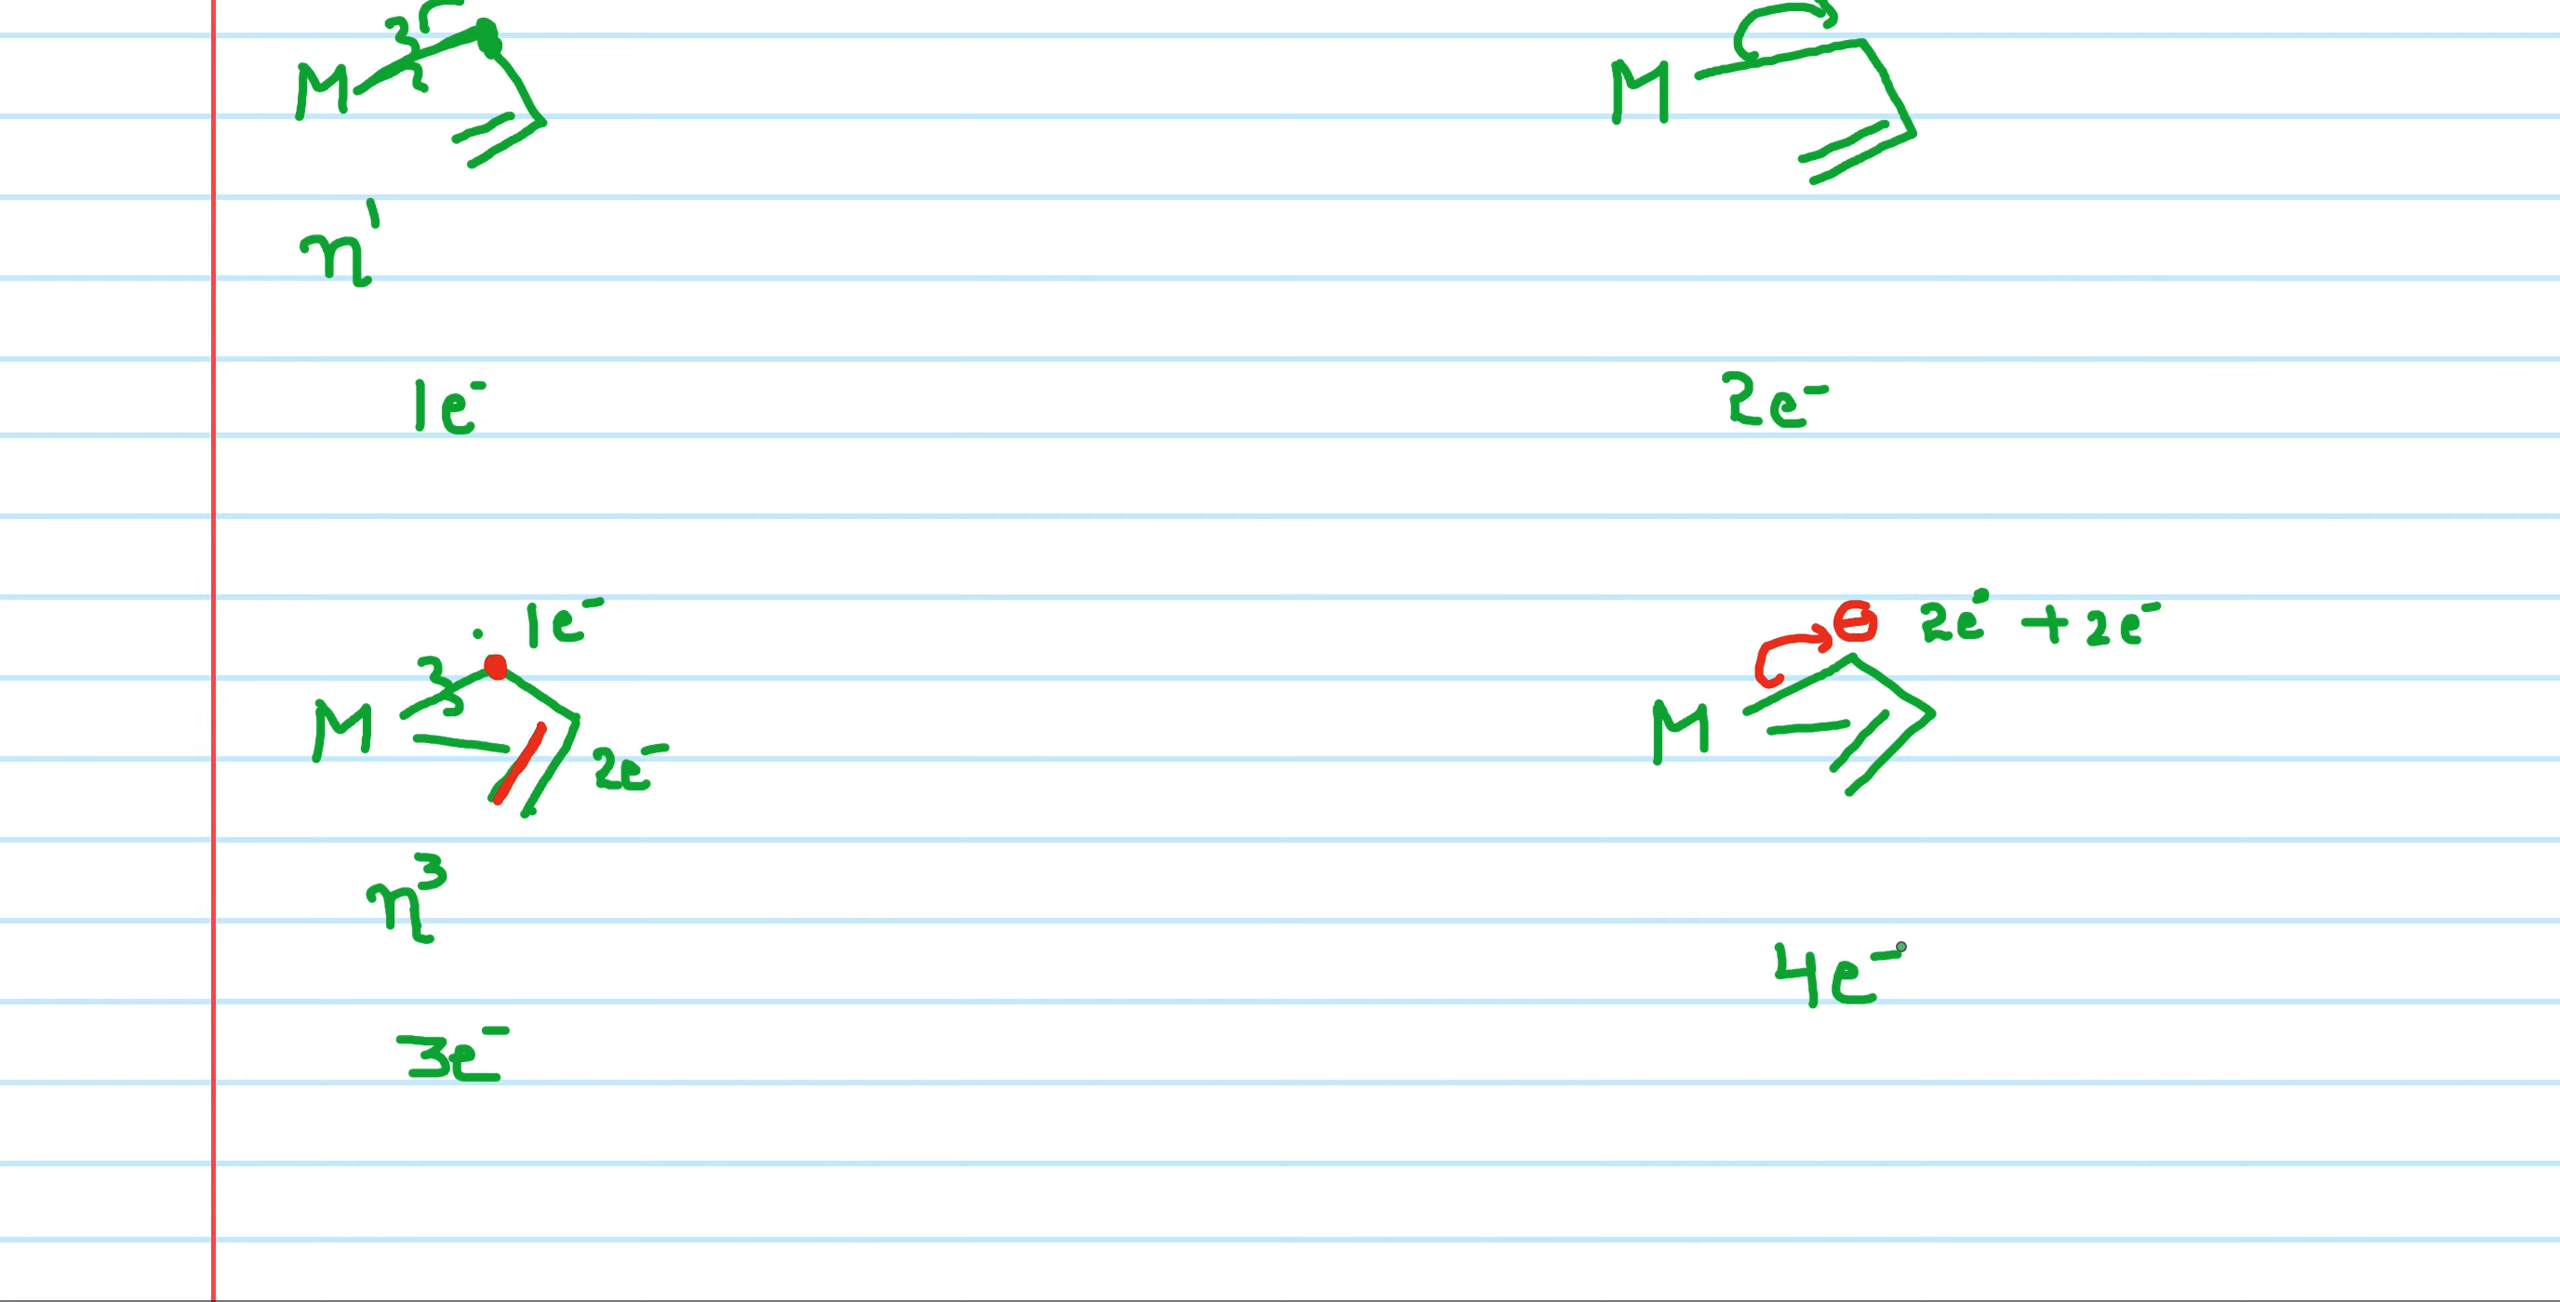 M M
η¹
1e⁻ 2e⁻
· 1e⁻ ⊖ 2e⁻ + 2e⁻
M 2e⁻ M
η³
4e⁻
3e⁻